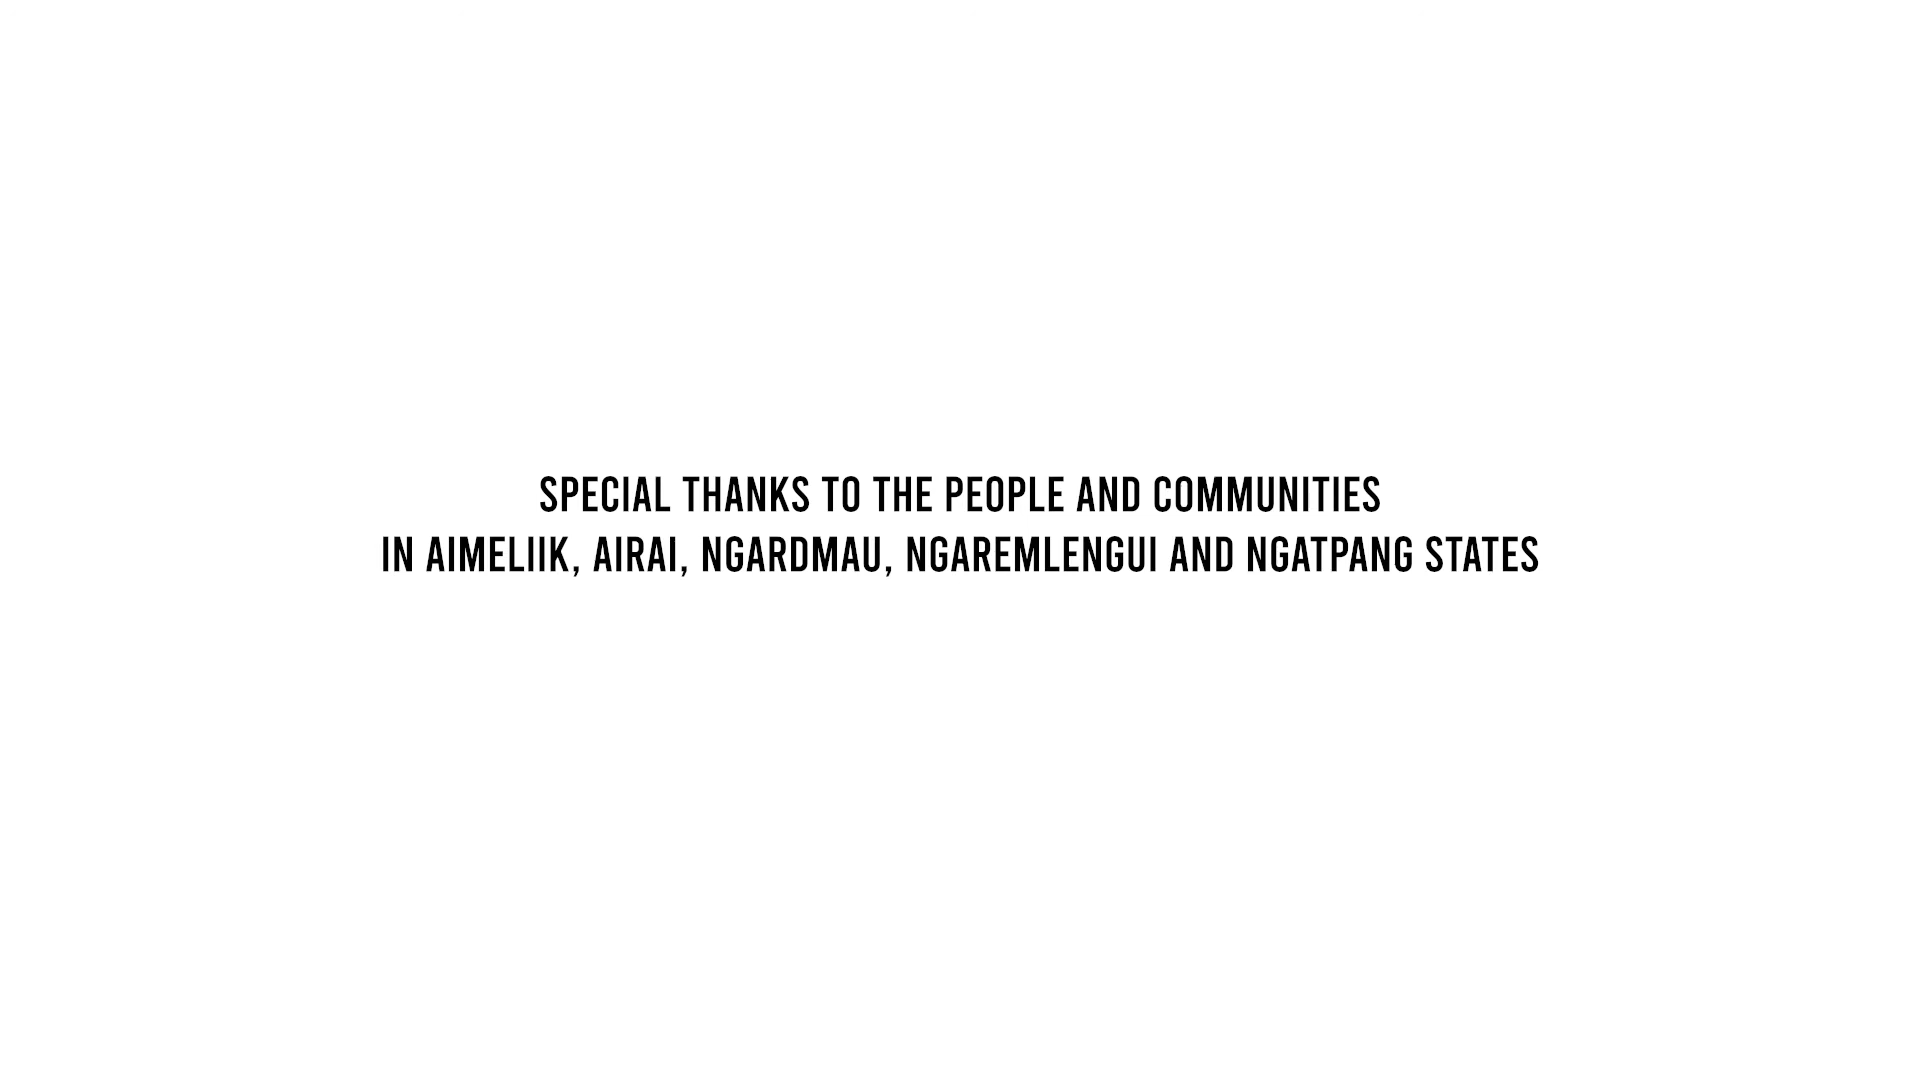 SPECIAL THANKS TO THE PEOPLE AND COMMUNITIES
IN AIMELIIK, AIRAI, NGARDMAU, NGAREMLENGUI AND NGATPANG STATES